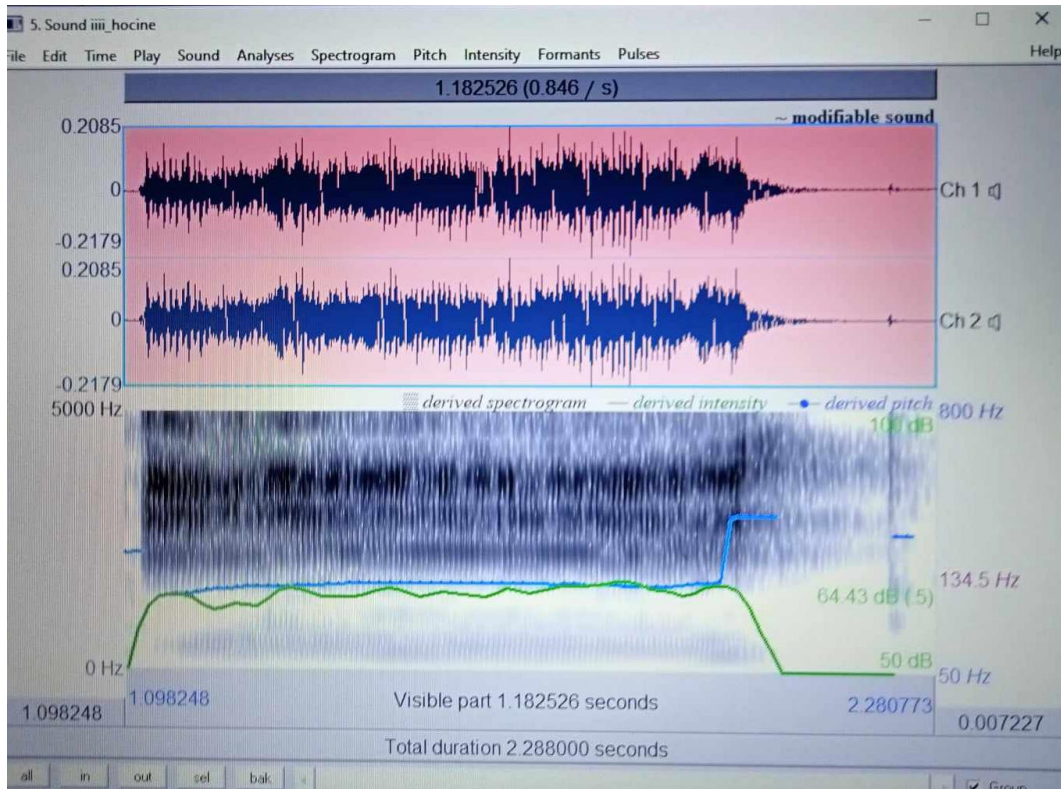 5. Sound iiii_hocine
File Edit Time Play Sound Analyses Spectrogram Pitch Intensity Formants Pulses Help
1.182526 (0.846 / s)
~ modifiable sound
0.2085
0
-0.2179
Ch 1
0.2085
0
-0.2179
Ch 2
derived spectrogram derived intensity derived pitch
5000 Hz
800 Hz
100 dB
134.5 Hz
64.43 dB (.5)
0 Hz
50 dB
50 Hz
1.098248
1.098248 Visible part 1.182526 seconds 2.280773
0.007227
Total duration 2.288000 seconds
all in out sel bak
Group